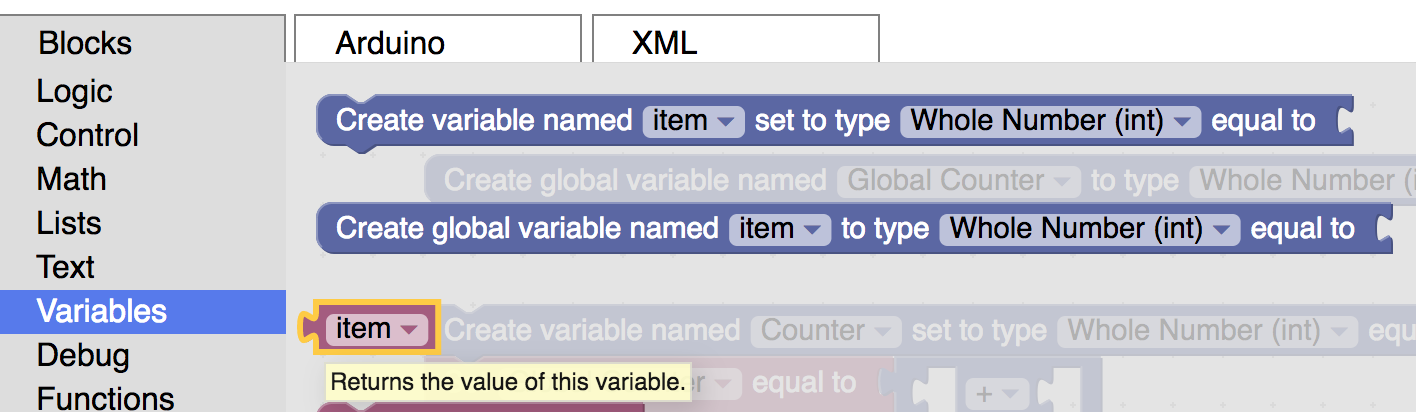 Blocks
Arduino
XML
Logic
Control
Math
Lists
Text
Variables
Debug
Functions
Create variable named item set to type Whole Number (int) equal to
Create global variable named Global Counter to type Whole Number
Create global variable named item to type Whole Number (int) equal to
item
Create variable named Counter set to type Whole Number (int) equ
Returns the value of this variable.
r equal to +